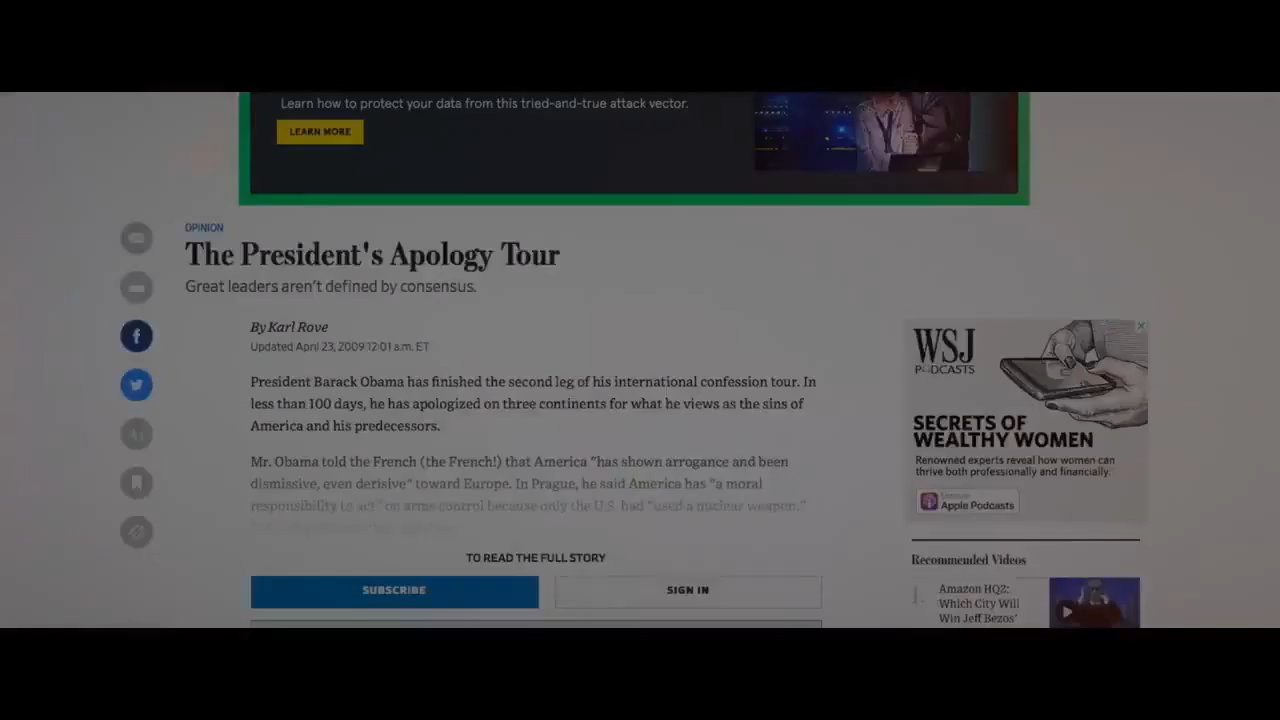 Learn how to protect your data from this tried-and-true attack vector.
LEARN MORE
OPINION
The President's Apology Tour
Great leaders aren't defined by consensus.
By Karl Rove
Updated April 23, 2009 12:01 a.m. ET
President Barack Obama has finished the second leg of his international confession tour. In
less than 100 days, he has apologized on three continents for what he views as the sins of
America and his predecessors.
Mr. Obama told the French (the French!) that America "has shown arrogance and been
dismissive, even derisive" toward Europe. In Prague, he said America has "a moral
responsibility to act" on arms control because only the U.S. had "used a nuclear weapon."
TO READ THE FULL STORY
SUBSCRIBE
SIGN IN
WSJ
PODCASTS
SECRETS OF
WEALTHY WOMEN
Renowned experts reveal how women can
thrive both professionally and financially.
Apple Podcasts
Recommended Videos
1.
Amazon HQ2:
Which City Will
Win Jeff Bezos'